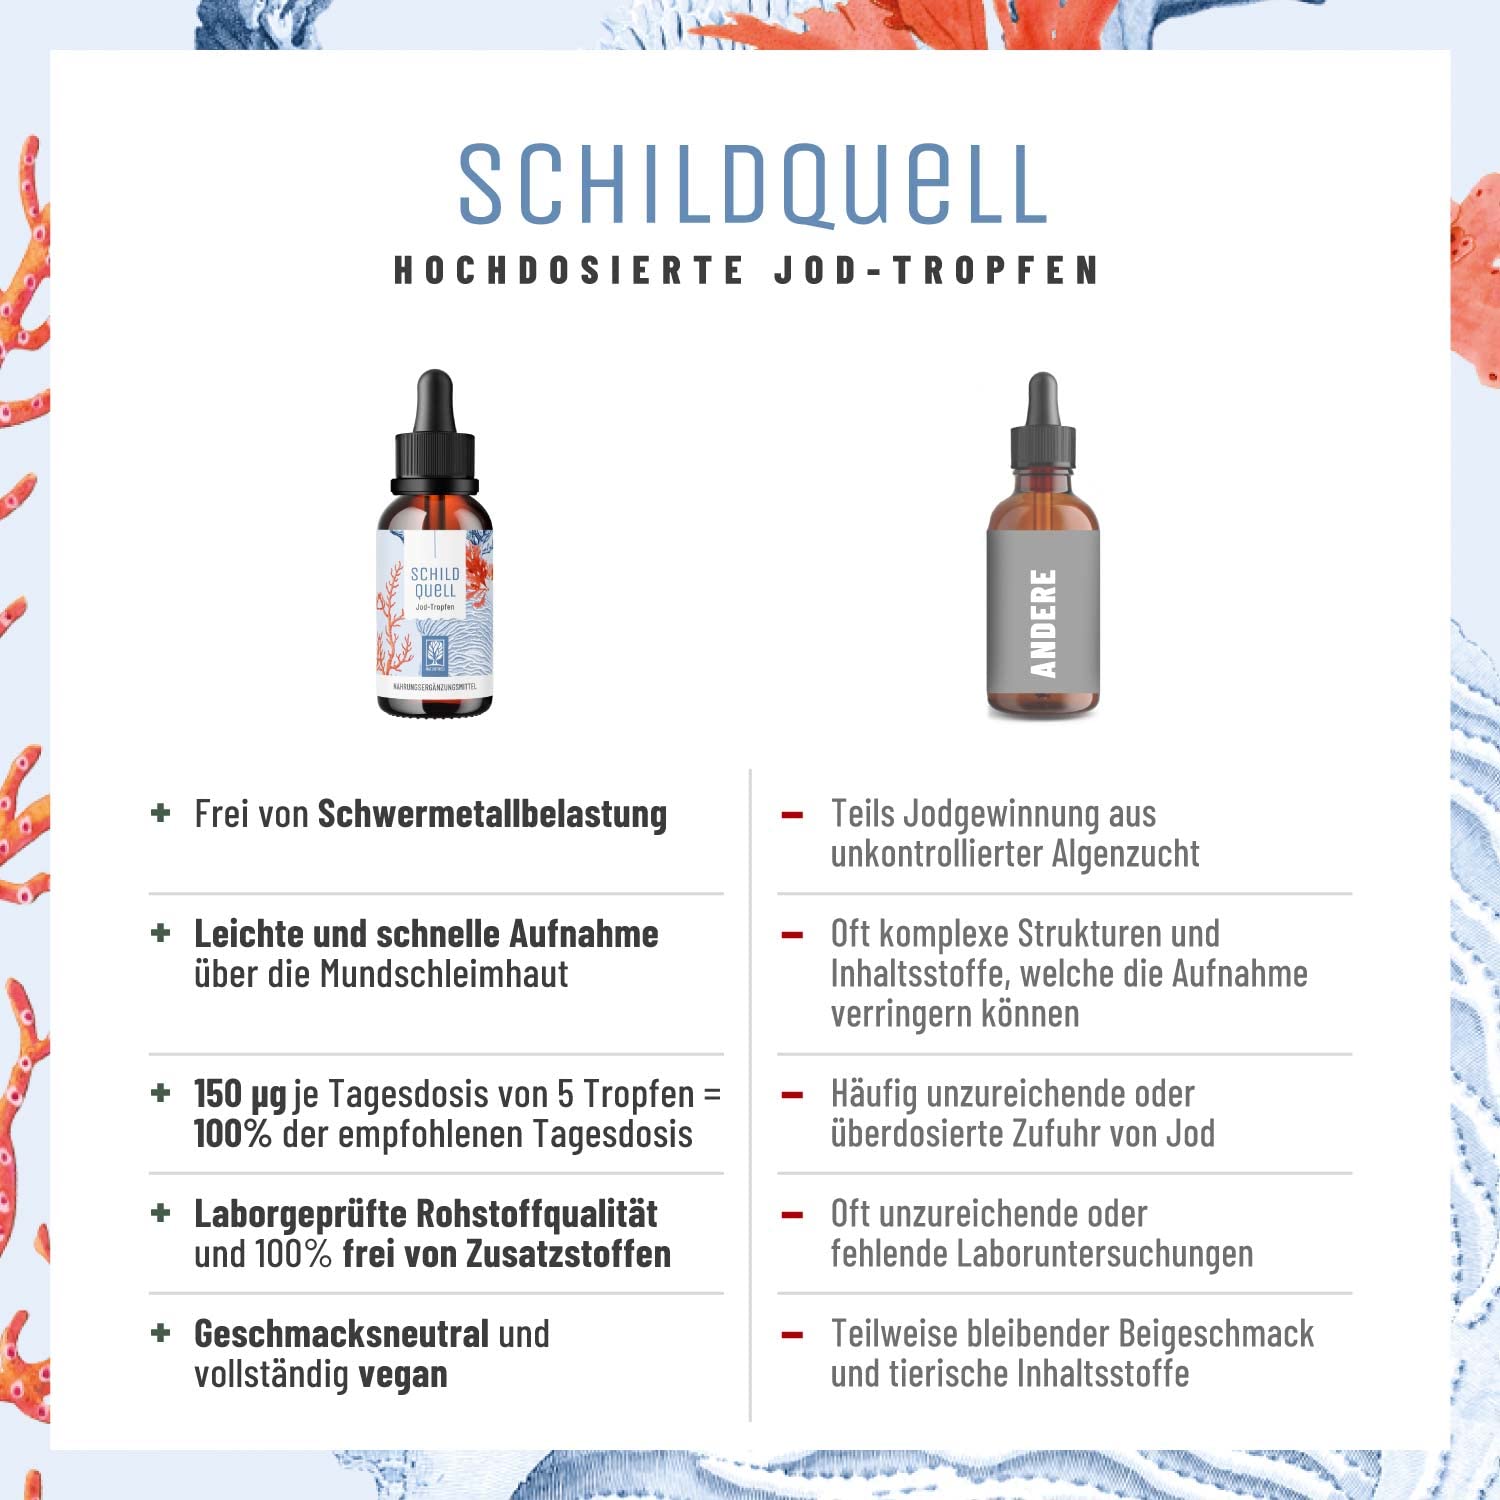 SCHILDQUELL
HOCHDOSIERTE JOD-TROPFEN
SCHILD
QUELL
Jod-Tropfen
NAHRUNGSERGÄNZUNGSMITTEL
ANDERE
+ Frei von Schwermetallbelastung
– Teils Jodgewinnung aus
unkontrollierter Algenzucht
+ Leichte und schnelle Aufnahme
über die Mundschleimhaut
– Oft komplexe Strukturen und
Inhaltsstoffe, welche die Aufnahme
verringern können
+ 150 µg je Tagesdosis von 5 Tropfen =
100% der empfohlenen Tagesdosis
– Häufig unzureichende oder
überdosierte Zufuhr von Jod
+ Laborgeprüfte Rohstoffqualität
und 100% frei von Zusatzstoffen
– Oft unzureichende oder
fehlende Laboruntersuchungen
+ Geschmacksneutral und
vollständig vegan
– Teilweise bleibender Beigeschmack
und tierische Inhaltsstoffe